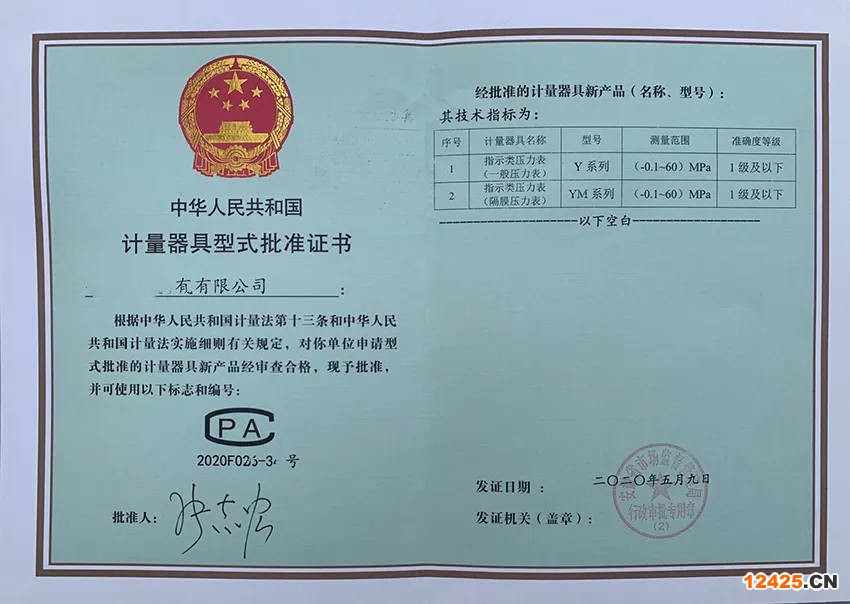 中华人民共和国
计量器具型式批准证书
有限公司 :
根据中华人民共和国计量法第十三条和中华人民
共和国计量法实施细则有关规定，对你单位申请型
式批准的计量器具新产品经审查合格，现予批准，
并可使用以下标志和编号：
CPA
2020F0 号
批准人：
经批准的计量器具新产品（名称、型号）：
其技术指标为：
序号 计量器具名称 型号 测量范围 准确度等级
1 指示类压力表 Y 系列 （-0.1~60）MPa 1 级及以下
（一般压力表）
2 指示类压力表 YM 系列 （-0.1~60）MPa 1 级及以下
（隔膜压力表）
以下空白
发证日期 ： 二〇二〇年五月九日
发证机关（盖章）：
安徽省市场监督管理局
行政审批专用章
(2)
12425.CN